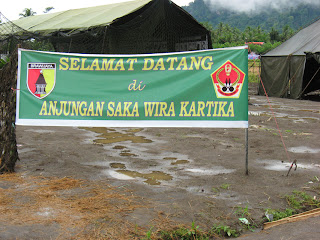 SELAMAT DATANG
di
ANJUNGAN SAKA WIRA KARTIKA